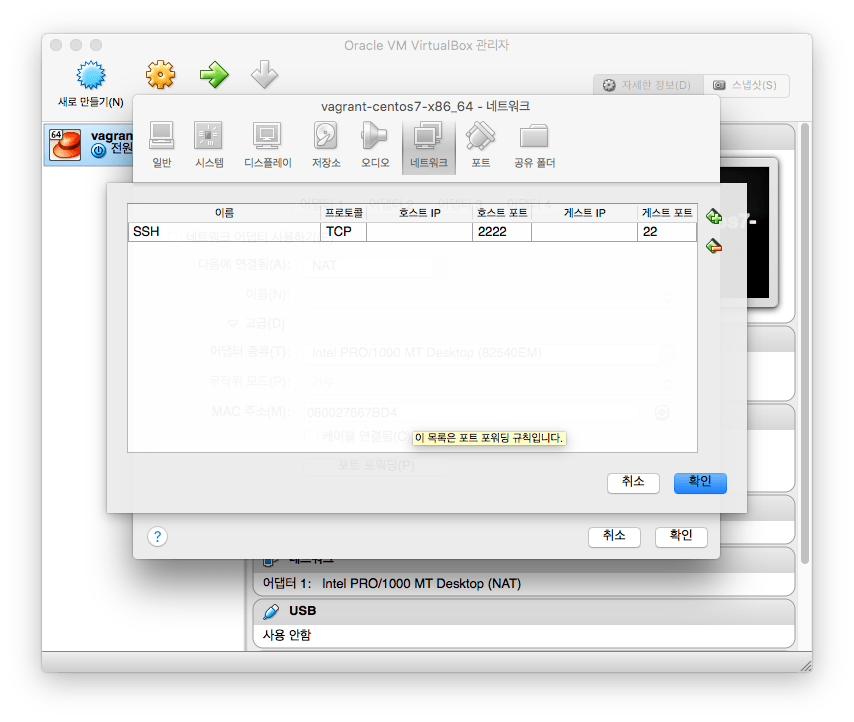 Oracle VM VirtualBox 관리자
새로 만들기(N)
자세한 정보(D)
스냅샷(S)
64
vagran
전원
vagrant-centos7-x86_64 - 네트워크
일반
시스템
디스플레이
저장소
오디오
네트워크
포트
공유 폴더
이름
프로토콜
호스트 IP
호스트 포트
게스트 IP
게스트 포트
SSH
TCP
2222
22
os7-
네트워크 어댑터 사용하기
다음에 연결됨(A):
NAT
이름(N):
고급(D)
어댑터 종류(T):
Intel PRO/1000 MT Desktop (82540EM)
무작위 모드(P):
거부
MAC 주소(M):
080027667BD4
케이블 연결됨(C)
이 목록은 포트 포워딩 규칙입니다.
포트 포워딩(P)
취소
확인
?
취소
확인
네트워크
어댑터 1: Intel PRO/1000 MT Desktop (NAT)
USB
사용 안함